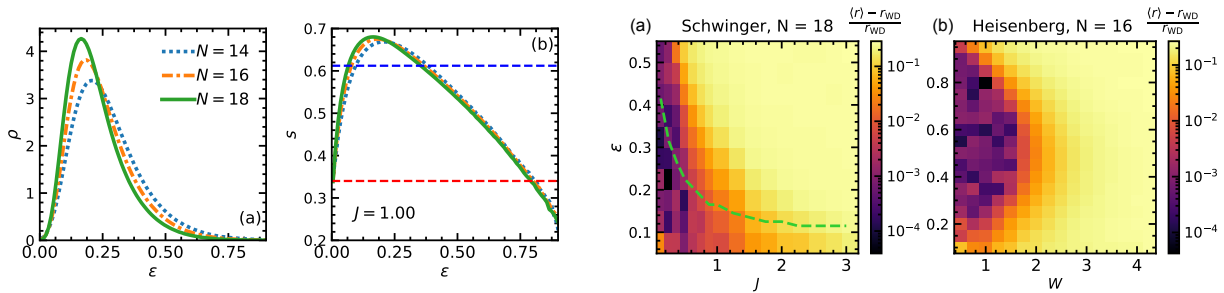 N = 14
N = 16
N = 18
(a)
ρ
4
3
2
1
0
0.00 0.25 0.50 0.75
ε
(b)
J = 1.00
s
0.7
0.6
0.5
0.4
0.3
0.2
0.00 0.25 0.50 0.75
ε
(a) Schwinger, N = 18
⟨r⟩ − r_WD
r_WD
ε
0.5
0.4
0.3
0.2
0.1
1 2 3
J
10⁻¹
10⁻²
10⁻³
10⁻⁴
(b) Heisenberg, N = 16
⟨r⟩ − r_WD
r_WD
0.8
0.6
0.4
0.2
1 2 3 4
W
10⁻¹
10⁻²
10⁻³
10⁻⁴